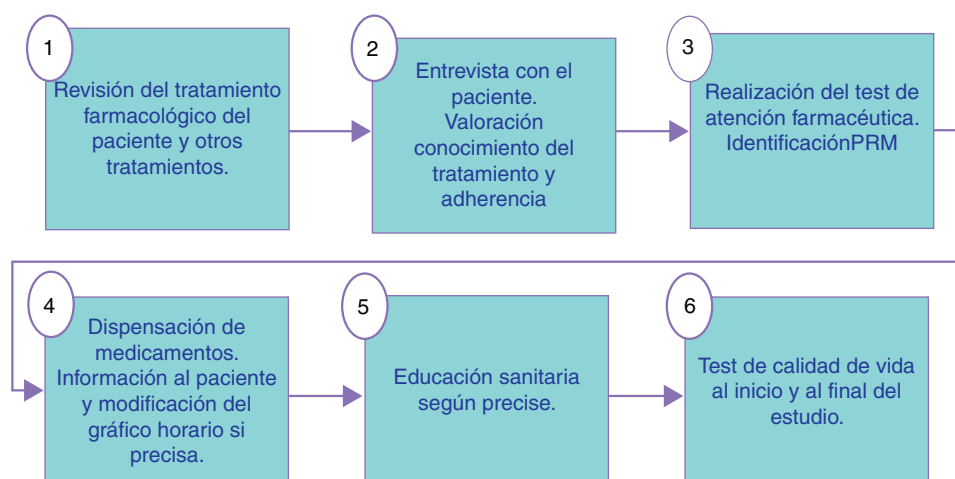 1
Revisión del tratamiento
farmacológico del
paciente y otros
tratamientos.
2
Entrevista con el
paciente.
Valoración
conocimiento del
tratamiento y
adherencia
3
Realización del test de
atención farmacéutica.
IdentificaciónPRM
4
Dispensación de
medicamentos.
Información al paciente
y modificación del
gráfico horario si
precisa.
5
Educación sanitaria
según precise.
6
Test de calidad de vida
al inicio y al final del
estudio.